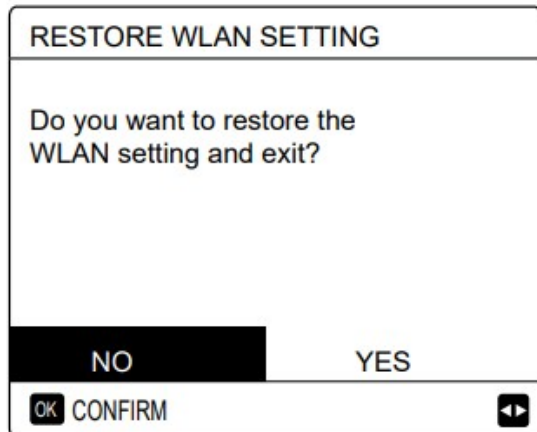 RESTORE WLAN SETTING
Do you want to restore the
WLAN setting and exit?
NO YES
OK CONFIRM